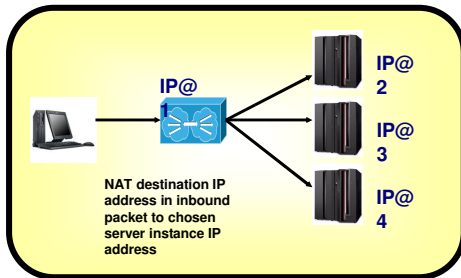 IP@
1
IP@
2
IP@
3
IP@
4
NAT destination IP
address in inbound
packet to chosen
server instance IP
address